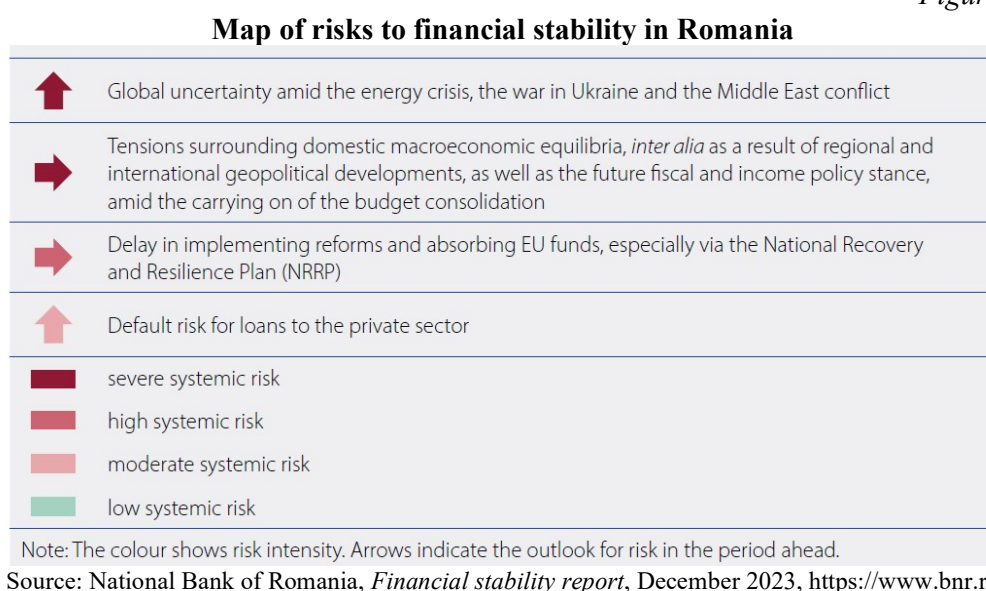 Figur
Map of risks to financial stability in Romania
Global uncertainty amid the energy crisis, the war in Ukraine and the Middle East conflict
Tensions surrounding domestic macroeconomic equilibria, inter alia as a result of regional and
international geopolitical developments, as well as the future fiscal and income policy stance,
amid the carrying on of the budget consolidation
Delay in implementing reforms and absorbing EU funds, especially via the National Recovery
and Resilience Plan (NRRP)
Default risk for loans to the private sector
severe systemic risk
high systemic risk
moderate systemic risk
low systemic risk
Note: The colour shows risk intensity. Arrows indicate the outlook for risk in the period ahead.
Source: National Bank of Romania, Financial stability report, December 2023, https://www.bnr.r